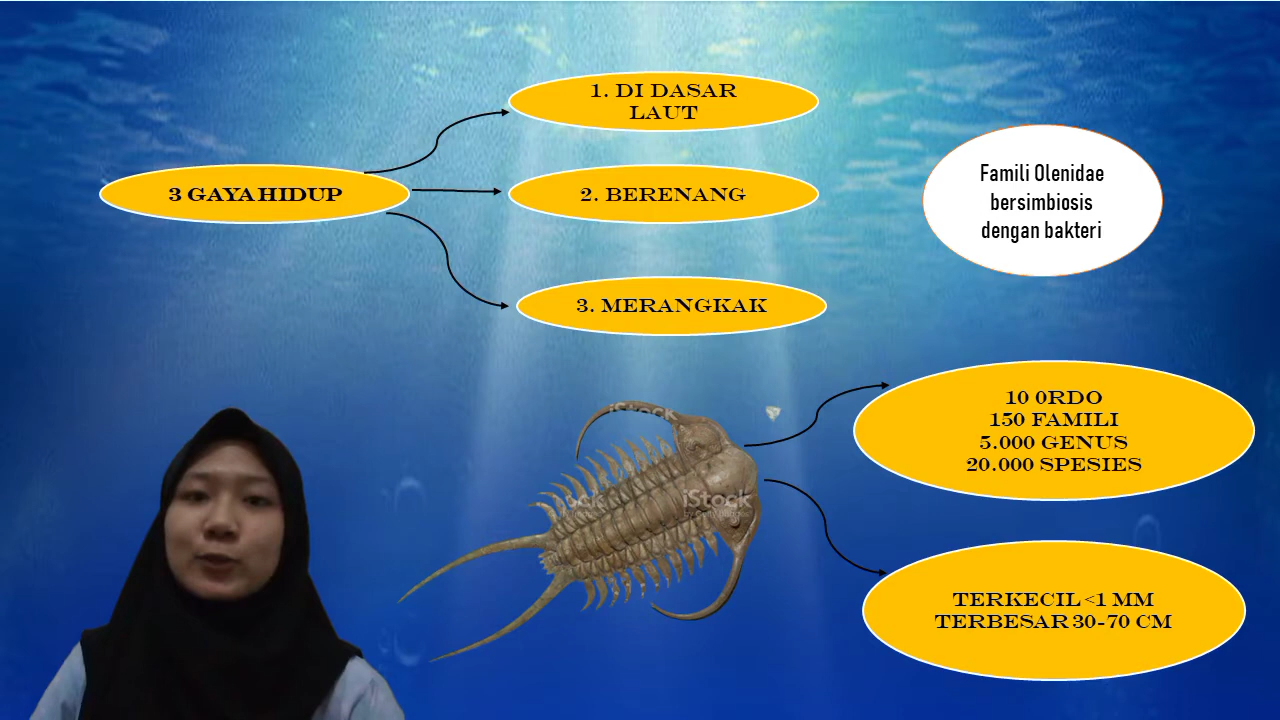 1. DI DASAR
LAUT
3 GAYA HIDUP
2. BERENANG
3. MERANGKAK
Famili Olenidae
bersimbiosis
dengan bakteri
10 0RDO
150 FAMILI
5.000 GENUS
20.000 SPESIES
TERKECIL <1 MM
TERBESAR 30-70 CM
iStock
iStock